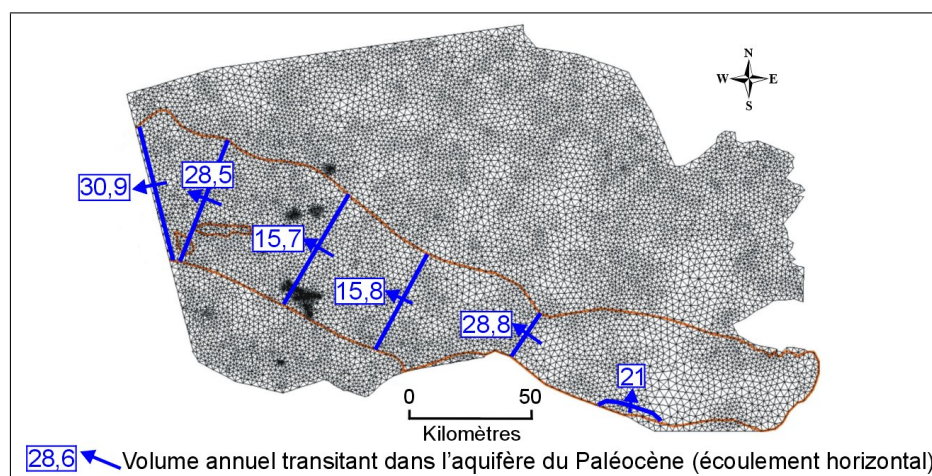 N
W E
S
30,9
28,5
15,7
15,8
28,8
21
0 50
Kilomètres
28,6 Volume annuel transitant dans l'aquifère du Paléocène (écoulement horizontal)